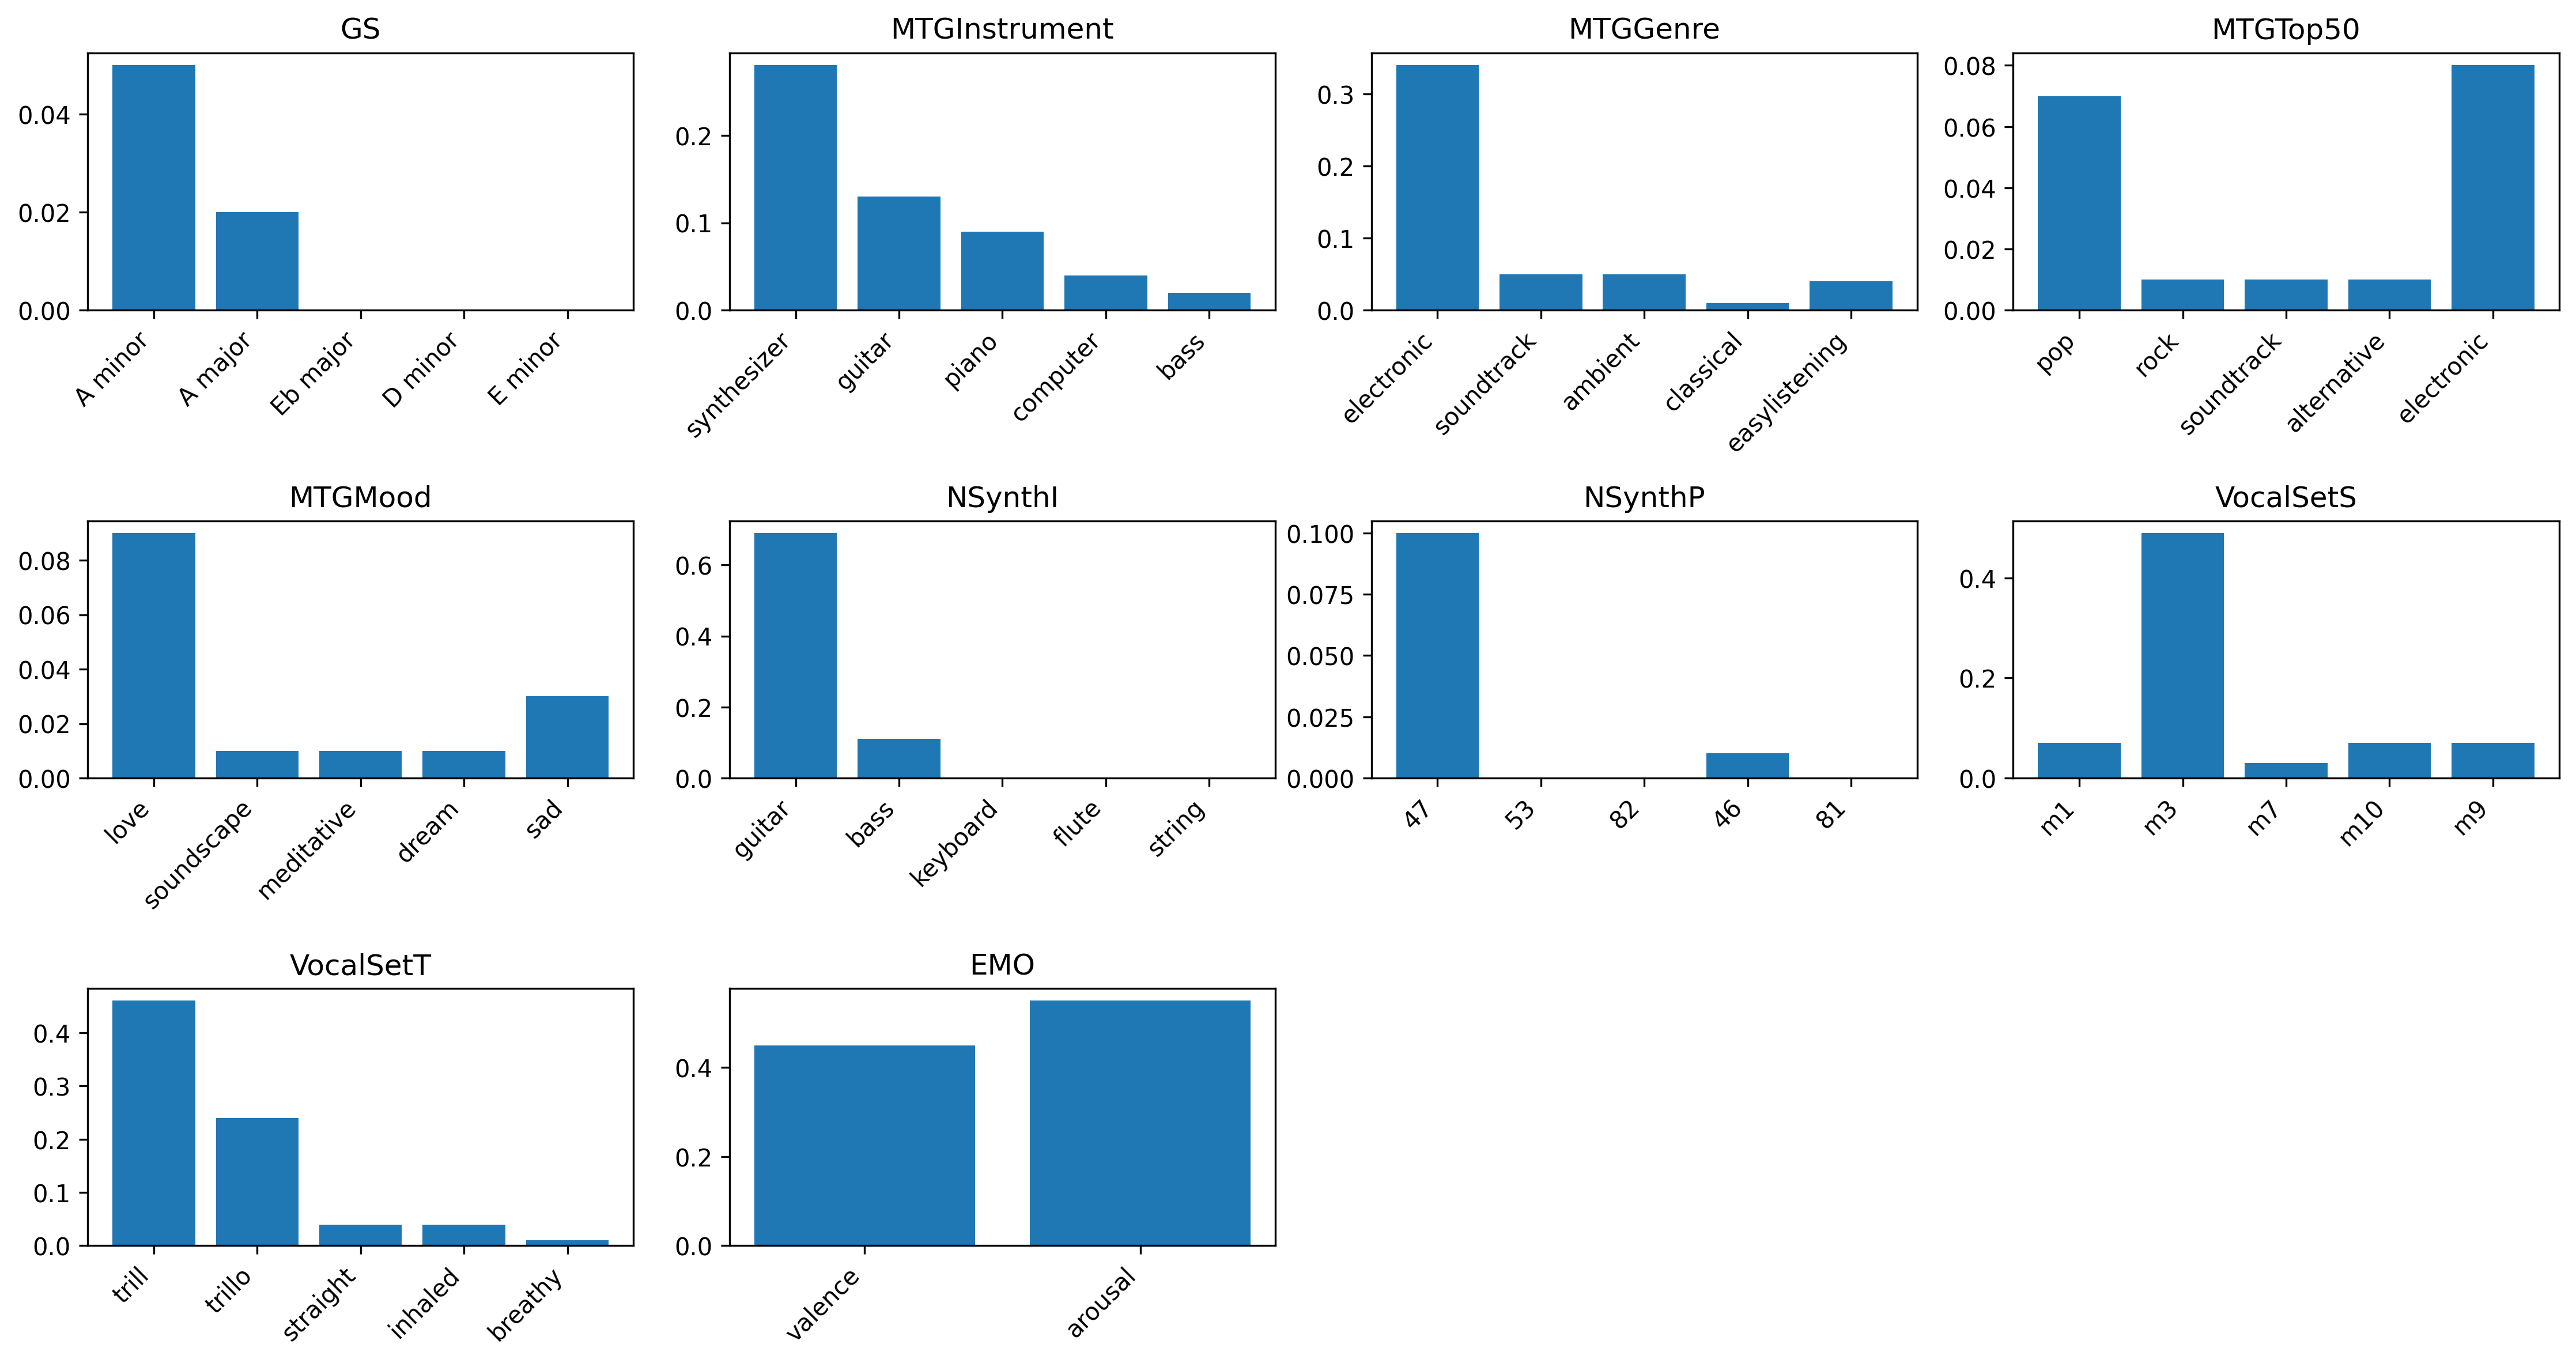 GS
0.04
0.02
0.00
A minor
A major
Eb major
D minor
E minor
MTGInstrument
0.2
0.1
0.0
synthesizer
guitar
piano
computer
bass
MTGGenre
0.3
0.2
0.1
0.0
electronic
soundtrack
ambient
classical
easylistening
MTGTop50
0.08
0.06
0.04
0.02
0.00
pop
rock
soundtrack
alternative
electronic
MTGMood
0.08
0.06
0.04
0.02
0.00
love
soundscape
meditative
dream
sad
NSynthI
0.6
0.4
0.2
0.0
guitar
bass
keyboard
flute
string
NSynthP
0.100
0.075
0.050
0.025
0.000
47
53
82
46
81
VocalSetS
0.4
0.2
0.0
m1
m3
m7
m10
m9
VocalSetT
0.4
0.3
0.2
0.1
0.0
trill
trillo
straight
inhaled
breathy
EMO
0.4
0.2
0.0
valence
arousal